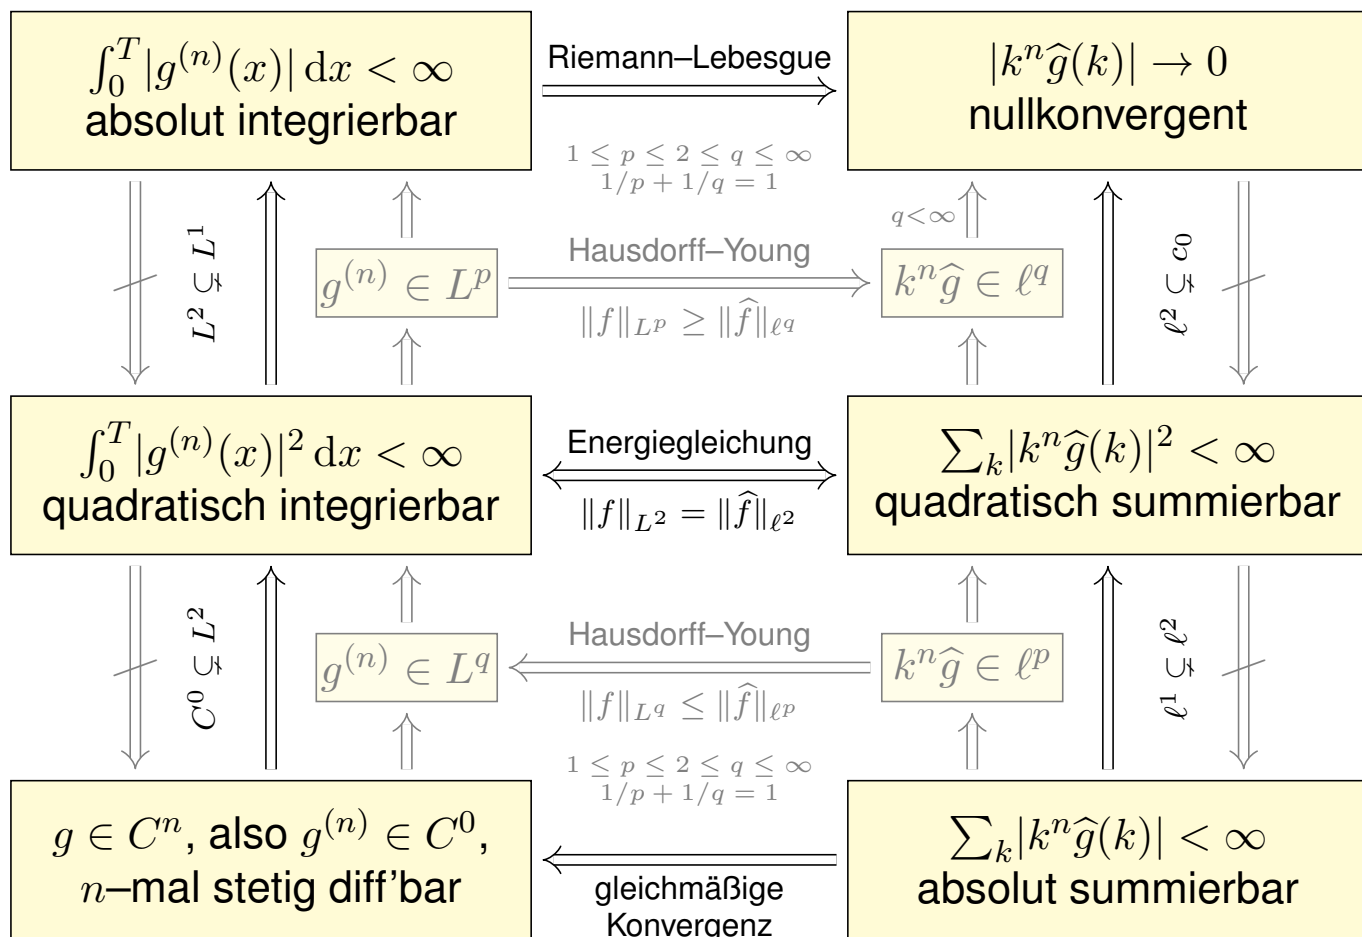 ∫₀ᵀ|g⁽ⁿ⁾(x)| dx < ∞
absolut integrierbar
Riemann–Lebesgue
|kⁿĝ(k)| → 0
nullkonvergent
1 ≤ p ≤ 2 ≤ q ≤ ∞
1/p + 1/q = 1
L² ⊊ L¹
g⁽ⁿ⁾ ∈ Lᵖ
Hausdorff–Young
‖f‖_{Lᵖ} ≥ ‖f̂‖_{ℓ^q}
q<∞
kⁿĝ ∈ ℓ^q
ℓ² ⊊ c₀
∫₀ᵀ|g⁽ⁿ⁾(x)|² dx < ∞
quadratisch integrierbar
Energiegleichung
‖f‖_{L²} = ‖f̂‖_{ℓ²}
∑ₖ|kⁿĝ(k)|² < ∞
quadratisch summierbar
C⁰ ⊊ L²
g⁽ⁿ⁾ ∈ L^q
Hausdorff–Young
‖f‖_{L^q} ≤ ‖f̂‖_{ℓᵖ}
1 ≤ p ≤ 2 ≤ q ≤ ∞
1/p + 1/q = 1
kⁿĝ ∈ ℓᵖ
ℓ¹ ⊊ ℓ²
g ∈ Cⁿ, also g⁽ⁿ⁾ ∈ C⁰,
n–mal stetig diff'bar
gleichmäßige
Konvergenz
∑ₖ|kⁿĝ(k)| < ∞
absolut summierbar